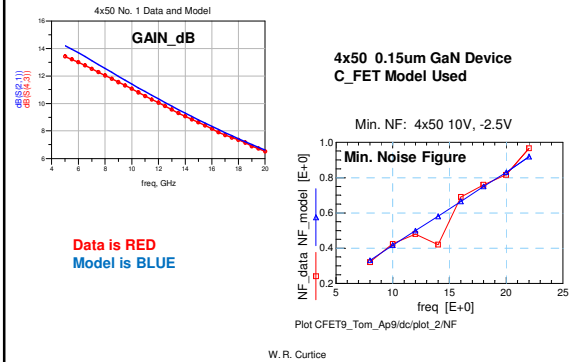 4x50 No. 1 Data and Model
GAIN_dB
16
14
12
10
8
6
dB(S(2,1))
dB(S(4,3))
4
6
8
10
12
14
16
18
20
freq, GHz
Data is RED
Model is BLUE
4x50 0.15um GaN Device
C_FET Model Used
Min. NF: 4x50 10V, -2.5V
Min. Noise Figure
1.0
0.8
0.6
0.4
0.2
NF_data NF_model [E+0]
5
10
15
20
25
freq [E+0]
Plot CFET9_Tom_Ap9/dc/plot_2/NF
W. R. Curtice